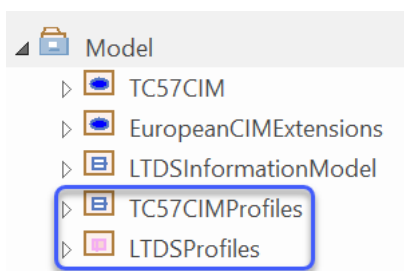 Model
TC57CIM
EuropeanCIMExtensions
LTDSInformationModel
TC57CIMProfiles
LTDSProfiles